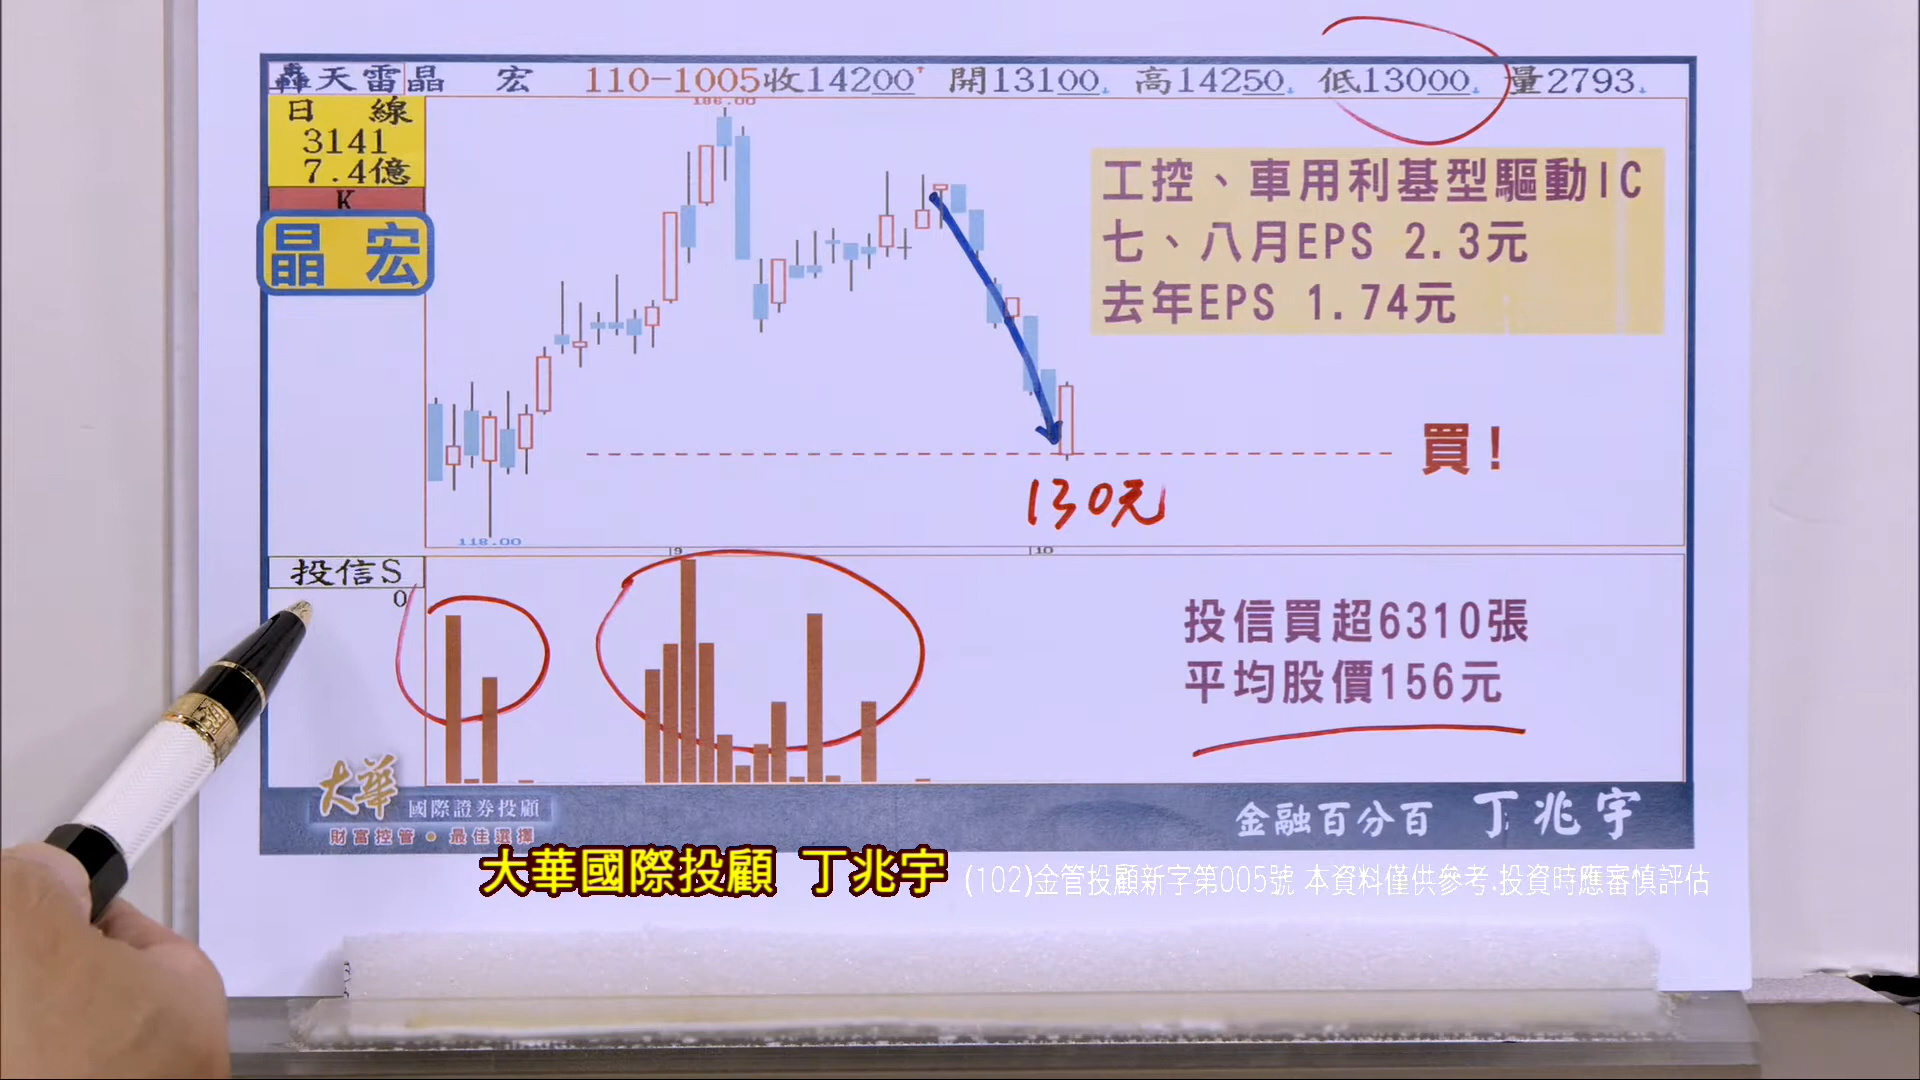 轟天雷晶 宏 110-1005收14200 開13100 高14250 低13000 量2793
日 線
3141
7.4億
K
晶 宏
186.00
工控、車用利基型驅動IC
七、八月EPS 2.3元
去年EPS 1.74元
買!
130元
118.00
9 10
投信S
0
投信買超6310張
平均股價156元
大華 國際證券投顧
財富控管 • 最佳選擇
金融百分百 丁兆宇
大華國際投顧 丁兆宇 (102)金管投顧新字第005號 本資料僅供參考.投資時應審慎評估